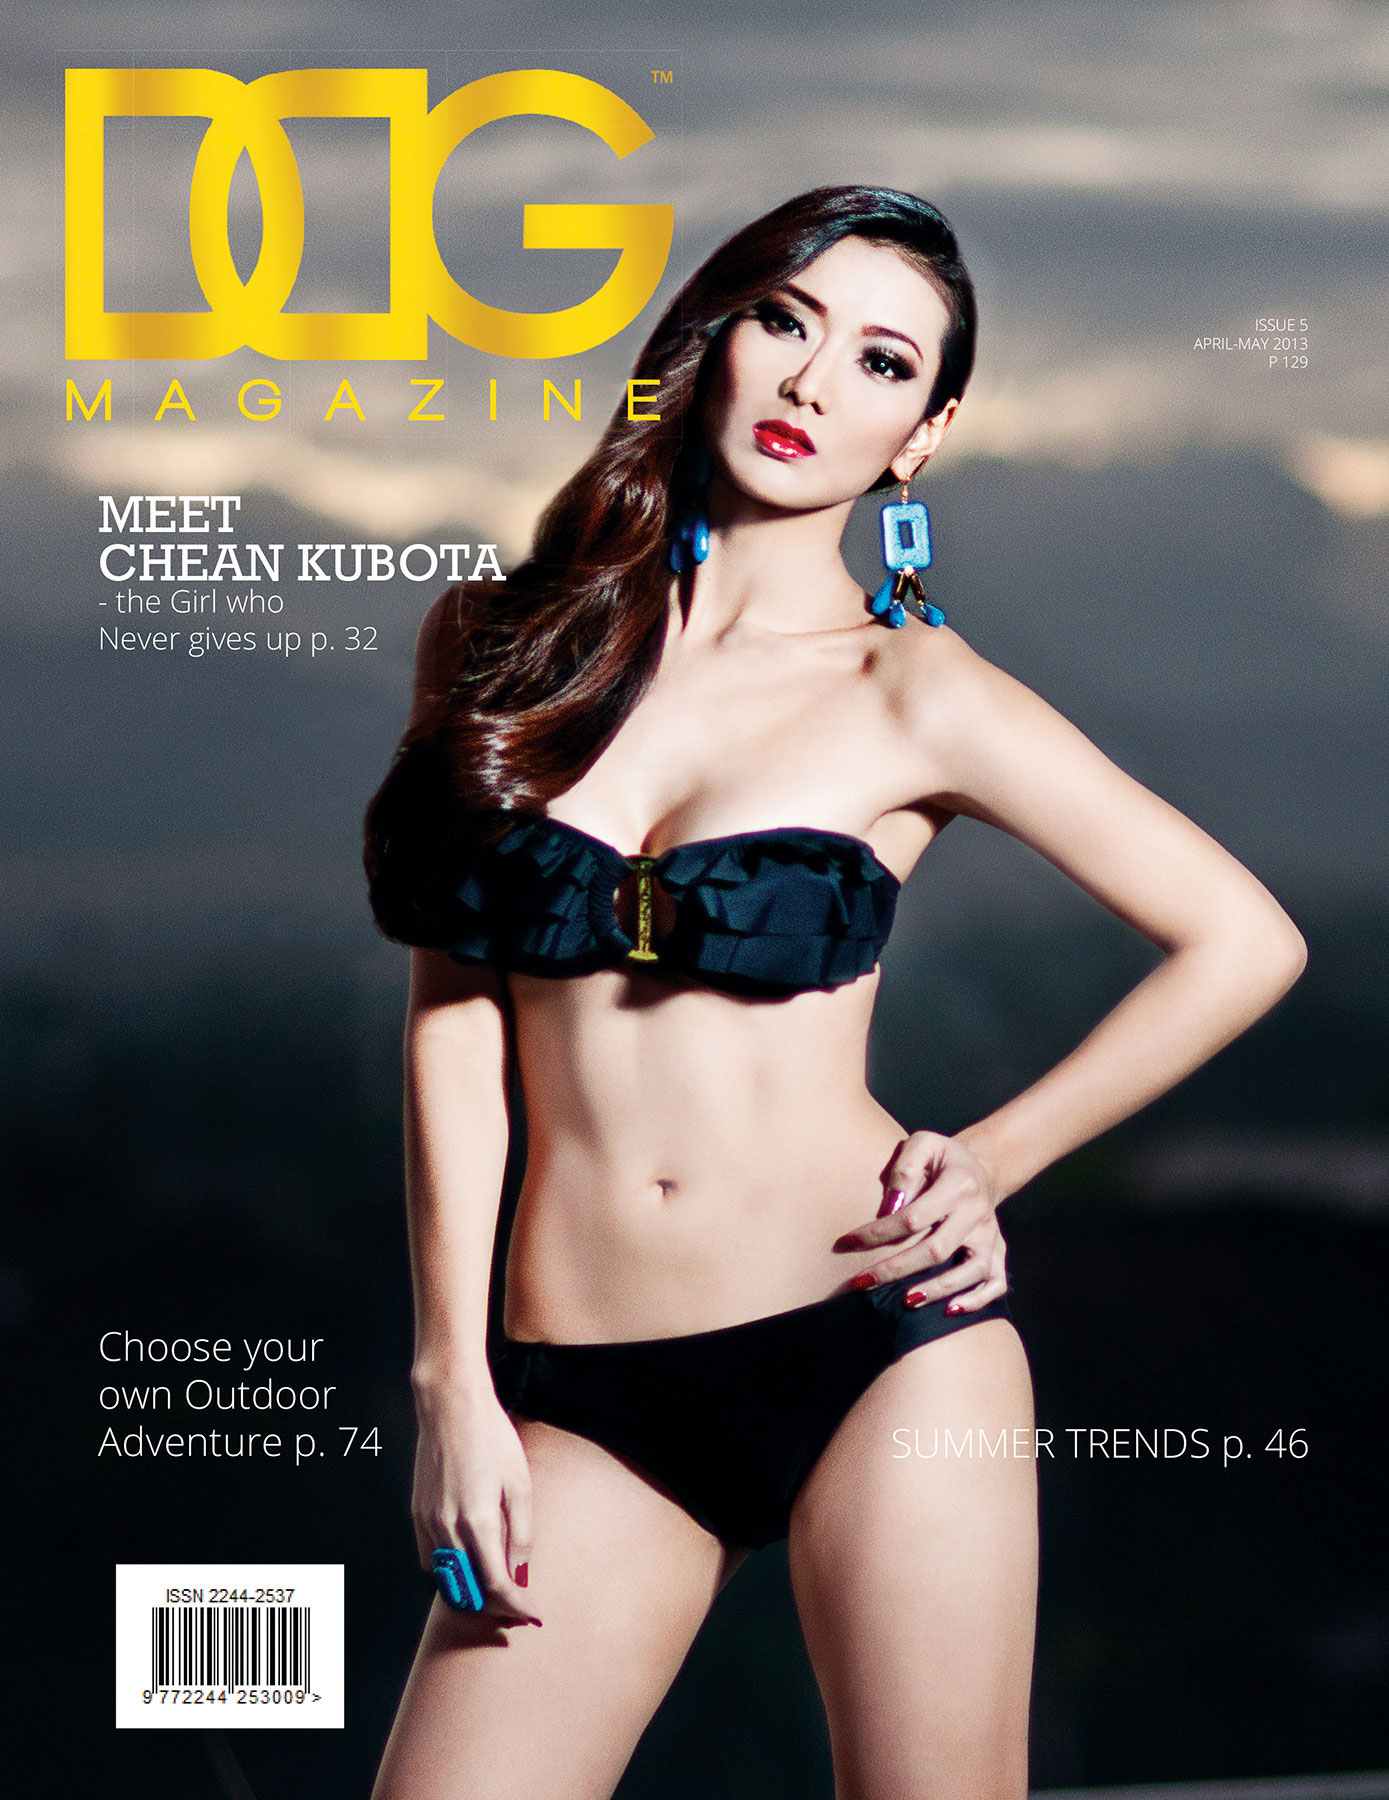 DDG ™
MAGAZINE
ISSUE 5
APRIL-MAY 2013
P 129
MEET
CHEAN KUBOTA
- the Girl who
Never gives up p. 32
Choose your
own Outdoor
Adventure p. 74
SUMMER TRENDS p. 46
ISSN 2244-2537
9 772244 253009 >